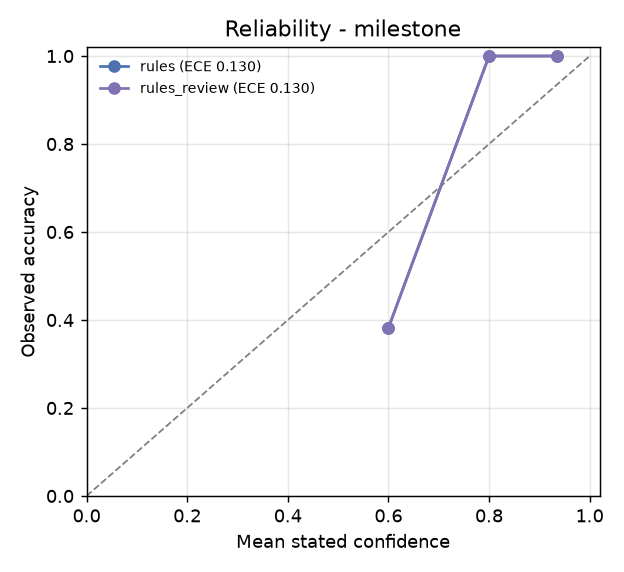 Reliability - milestone
rules (ECE 0.130)
rules_review (ECE 0.130)
Observed accuracy
1.0
0.8
0.6
0.4
0.2
0.0
0.0 0.2 0.4 0.6 0.8 1.0
Mean stated confidence